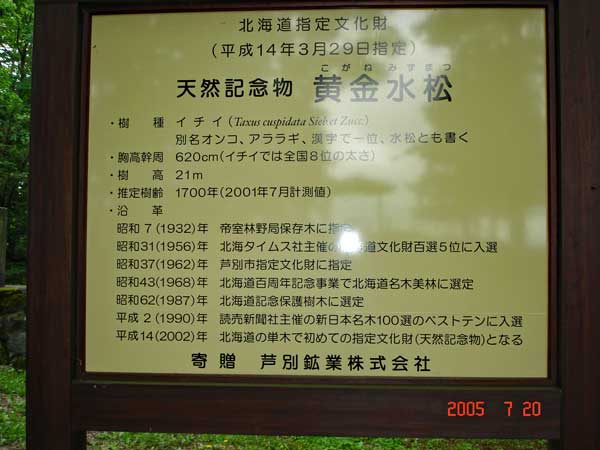 北海道指定文化財
(平成14年3月29日指定)
こがねみずまつ
天然記念物 黄金水松
・樹 種 イチイ(Taxus cuspidata Sieb.et Zucc.)
別名オンコ、アララギ、漢字で一位、水松とも書く
・胸高幹周 620cm(イチイでは全国8位の太さ)
・樹 高 21m
・推定樹齢 1700年(2001年7月計測値)
・沿 革
昭和 7 (1932)年 帝室林野局保存木に指定
昭和31(1956)年 北海タイムス社主催の北海道文化財百選5位に入選
昭和37(1962)年 芦別市指定文化財に指定
昭和43(1968)年 北海道百周年記念事業で北海道名木美林に選定
昭和62(1987)年 北海道記念保護樹木に選定
平成 2 (1990)年 読売新聞社主催の新日本名木100選のベストテンに入選
平成14(2002)年 北海道の単木で初めての指定文化財(天然記念物)となる
寄贈 芦別鉱業株式会社
2005 7 20